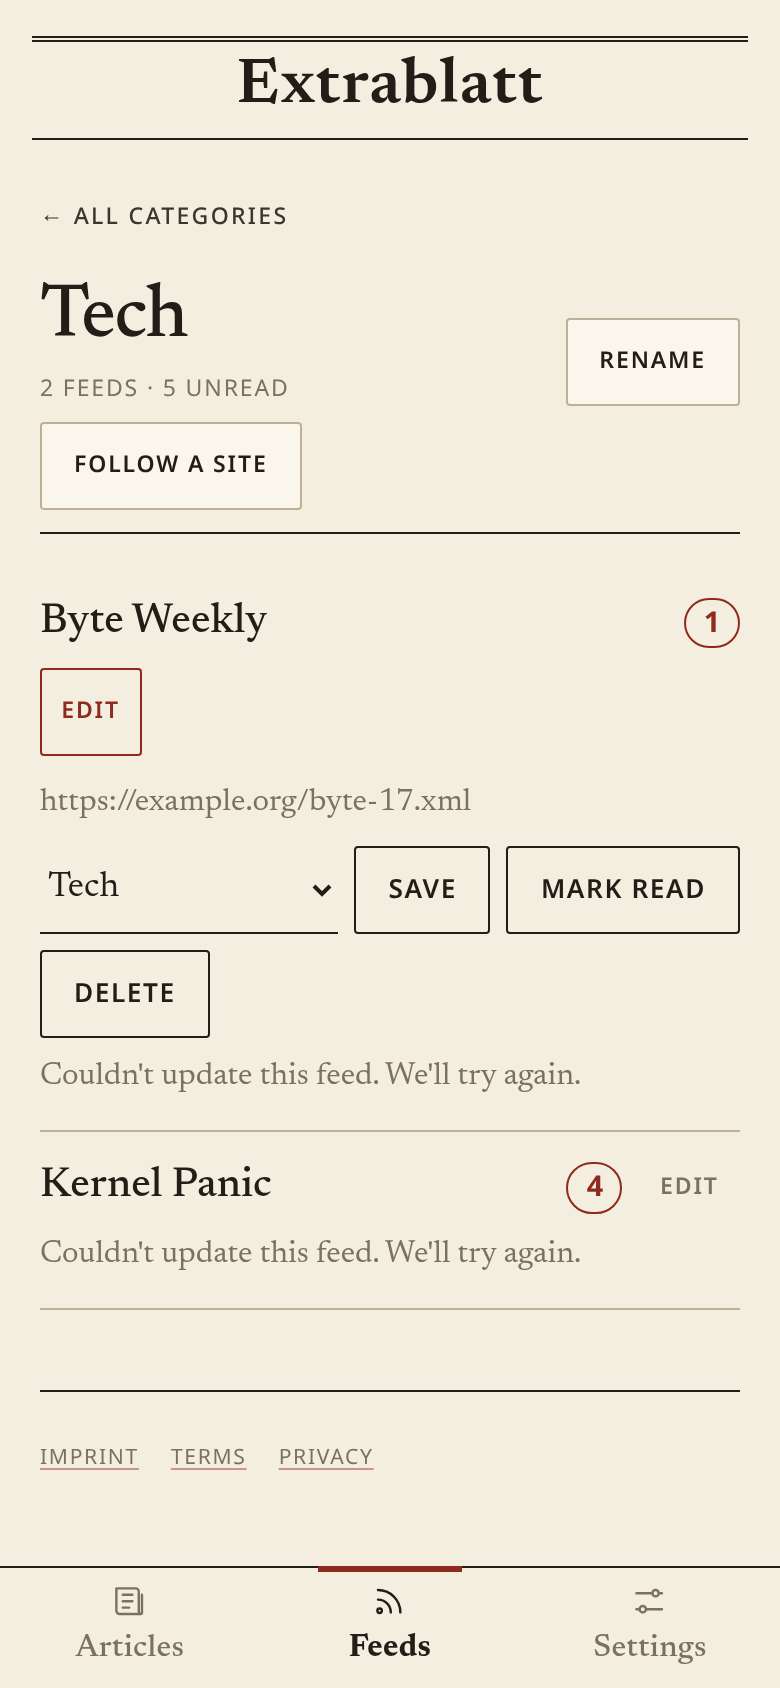 Extrablatt
← ALL CATEGORIES
Tech
2 FEEDS · 5 UNREAD
RENAME
FOLLOW A SITE
Byte Weekly 1
EDIT
https://example.org/byte-17.xml
Tech SAVE MARK READ
DELETE
Couldn't update this feed. We'll try again.
Kernel Panic 4 EDIT
Couldn't update this feed. We'll try again.
IMPRINT TERMS PRIVACY
Articles Feeds Settings